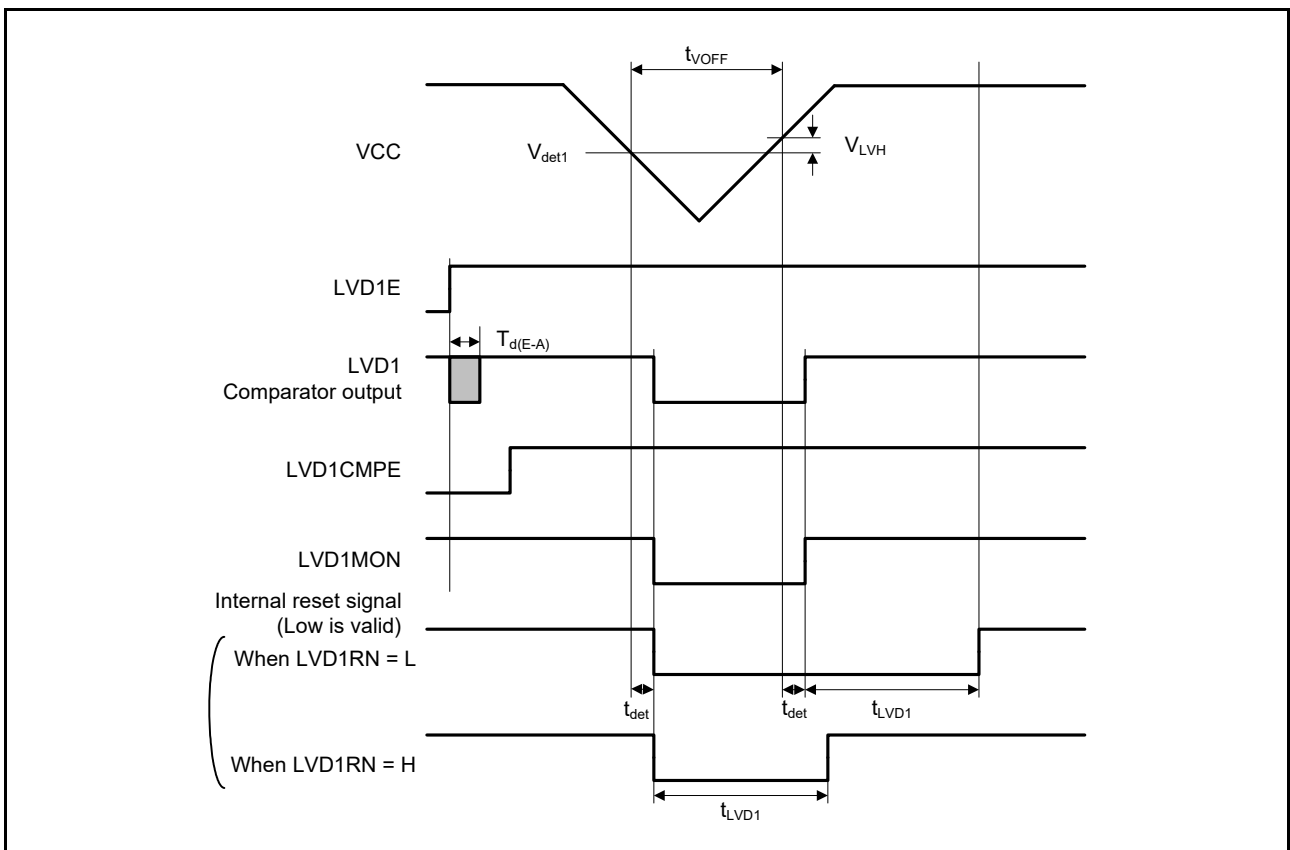 tVOFF
VCC
Vdet1
VLVH
LVD1E
Td(E-A)
LVD1
Comparator output
LVD1CMPE
LVD1MON
Internal reset signal
(Low is valid)
When LVD1RN = L
tdet
tdet
tLVD1
When LVD1RN = H
tLVD1